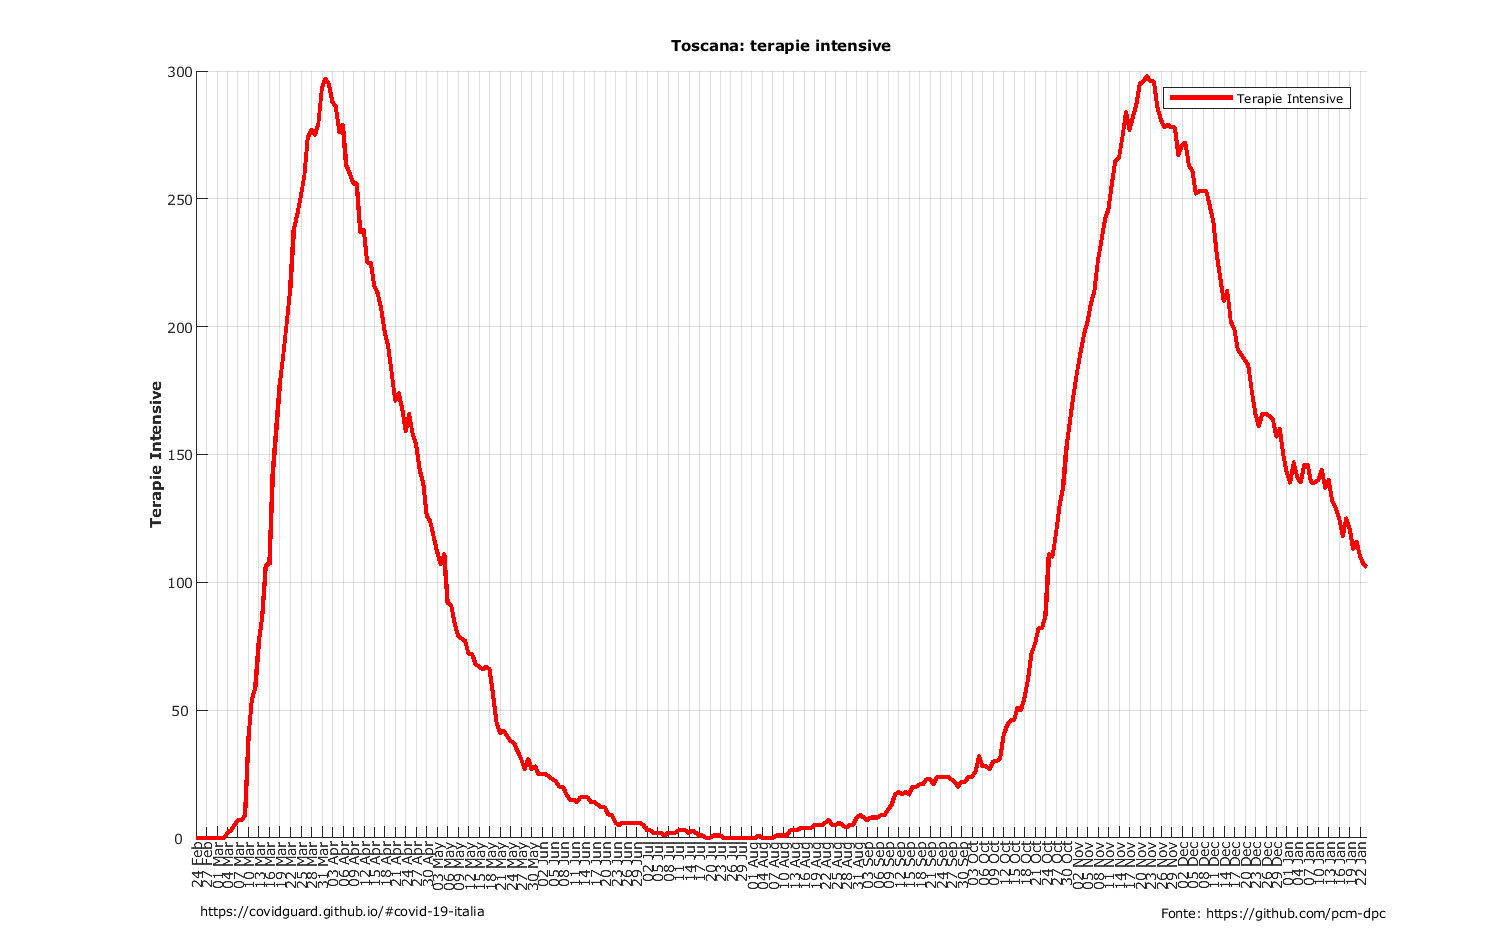 Toscana: terapie intensive
Terapie Intensive
Terapie Intensive
300
250
200
150
100
50
0
24 Feb
27 Feb
01 Mar
04 Mar
07 Mar
10 Mar
13 Mar
16 Mar
19 Mar
22 Mar
25 Mar
28 Mar
31 Mar
03 Apr
06 Apr
09 Apr
12 Apr
15 Apr
18 Apr
21 Apr
24 Apr
27 Apr
30 Apr
03 May
06 May
09 May
12 May
15 May
18 May
21 May
24 May
27 May
30 May
02 Jun
05 Jun
08 Jun
11 Jun
14 Jun
17 Jun
20 Jun
23 Jun
26 Jun
29 Jun
02 Jul
05 Jul
08 Jul
11 Jul
14 Jul
17 Jul
20 Jul
23 Jul
26 Jul
29 Jul
01 Aug
04 Aug
07 Aug
10 Aug
13 Aug
16 Aug
19 Aug
22 Aug
25 Aug
28 Aug
31 Aug
03 Sep
06 Sep
09 Sep
12 Sep
15 Sep
18 Sep
21 Sep
24 Sep
27 Sep
30 Sep
03 Oct
06 Oct
09 Oct
12 Oct
15 Oct
18 Oct
21 Oct
24 Oct
27 Oct
30 Oct
02 Nov
05 Nov
08 Nov
11 Nov
14 Nov
17 Nov
20 Nov
23 Nov
26 Nov
29 Nov
02 Dec
05 Dec
08 Dec
11 Dec
14 Dec
17 Dec
20 Dec
23 Dec
26 Dec
29 Dec
01 Jan
04 Jan
07 Jan
10 Jan
13 Jan
16 Jan
19 Jan
22 Jan
https://covidguard.github.io/#covid-19-italia
Fonte: https://github.com/pcm-dpc